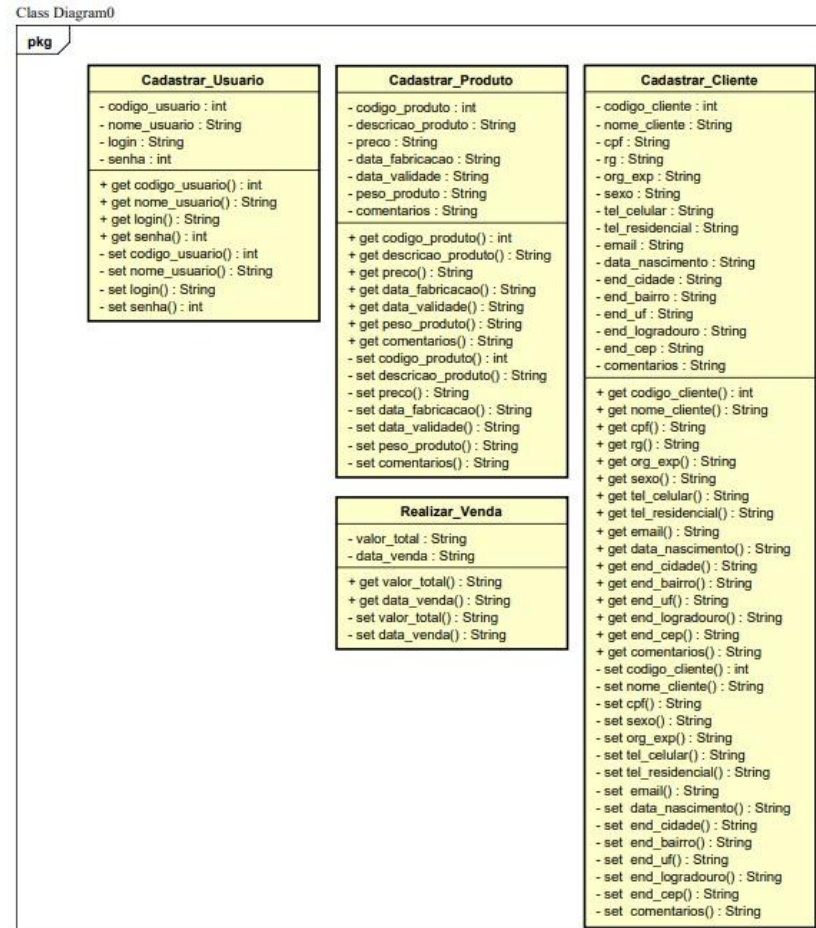 Class Diagram0
pkg
Cadastrar_Usuario
- codigo_usuario : int
- nome_usuario : String
- login : String
- senha : int
+ get codigo_usuario() : int
+ get nome_usuario() : String
+ get login() : String
+ get senha() : int
- set codigo_usuario() : int
- set nome_usuario() : String
- set login() : String
- set senha() : int
Cadastrar_Produto
- codigo_produto : int
- descricao_produto : String
- preco : String
- data_fabricacao : String
- data_validade : String
- peso_produto : String
- comentarios : String
+ get codigo_produto() : int
+ get descricao_produto() : String
+ get preco() : String
+ get data_fabricacao() : String
+ get data_validade() : String
+ get peso_produto() : String
+ get comentarios() : String
- set codigo_produto() : int
- set descricao_produto() : String
- set preco() : String
- set data_fabricacao() : String
- set data_validade() : String
- set peso_produto() : String
- set comentarios() : String
Realizar_Venda
- valor_total : String
- data_venda : String
+ get valor_total() : String
+ get data_venda() : String
- set valor_total() : String
- set data_venda() : String
Cadastrar_Cliente
- codigo_cliente : int
- nome_cliente : String
- cpf : String
- rg : String
- org_exp : String
- sexo : String
- tel_celular : String
- tel_residencial : String
- email : String
- data_nascimento : String
- end_cidade : String
- end_bairro : String
- end_uf : String
- end_logradouro : String
- end_cep : String
- comentarios : String
+ get codigo_cliente() : int
+ get nome_cliente() : String
+ get cpf() : String
+ get rg() : String
+ get org_exp() : String
+ get sexo() : String
+ get tel_celular() : String
+ get tel_residencial() : String
+ get email() : String
+ get data_nascimento() : String
+ get end_cidade() : String
+ get end_bairro() : String
+ get end_uf() : String
+ get end_logradouro() : String
+ get end_cep() : String
+ get comentarios() : String
- set codigo_cliente() : int
- set nome_cliente() : String
- set cpf() : String
- set sexo() : String
- set org_exp() : String
- set tel_celular() : String
- set tel_residencial() : String
- set email() : String
- set data_nascimento() : String
- set end_cidade() : String
- set end_bairro() : String
- set end_uf() : String
- set end_logradouro() : String
- set end_cep() : String
- set comentarios() : String